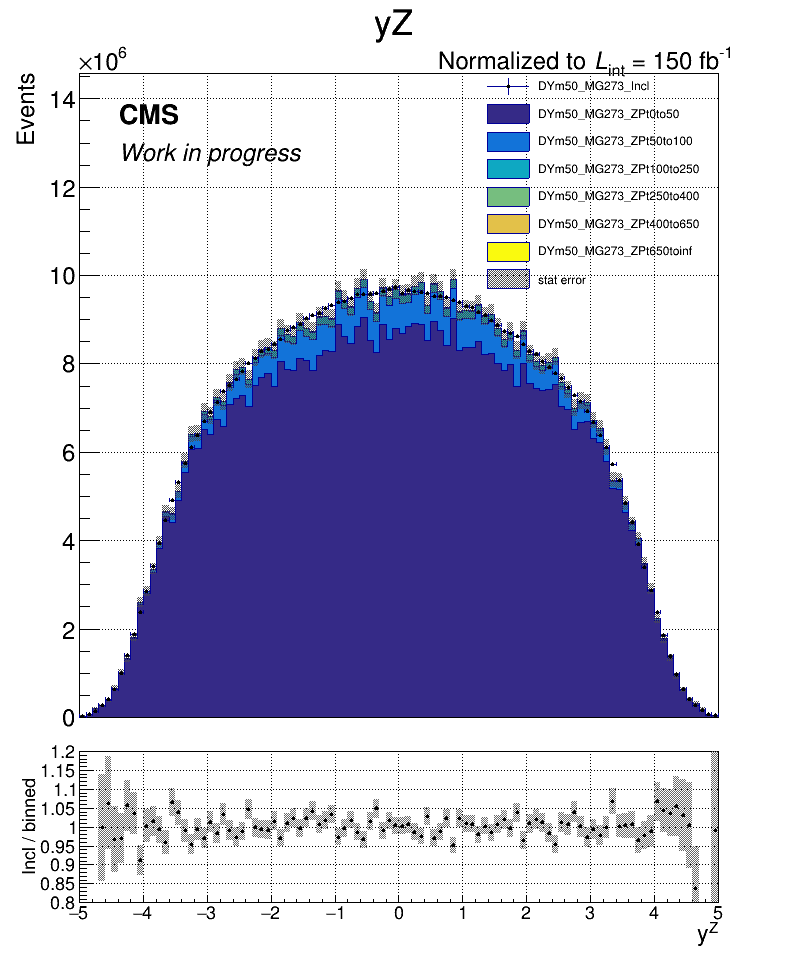 yZ
×10⁶
Normalized to L_int = 150 fb⁻¹
Events
CMS
Work in progress
DYm50_MG273_Incl
DYm50_MG273_ZPt0to50
DYm50_MG273_ZPt50to100
DYm50_MG273_ZPt100to250
DYm50_MG273_ZPt250to400
DYm50_MG273_ZPt400to650
DYm50_MG273_ZPt650toinf
stat error
14
12
10
8
6
4
2
0
Incl / binned
1.2
1.15
1.1
1.05
1
0.95
0.9
0.85
0.8
−5 −4 −3 −2 −1 0 1 2 3 4 5
y^Z